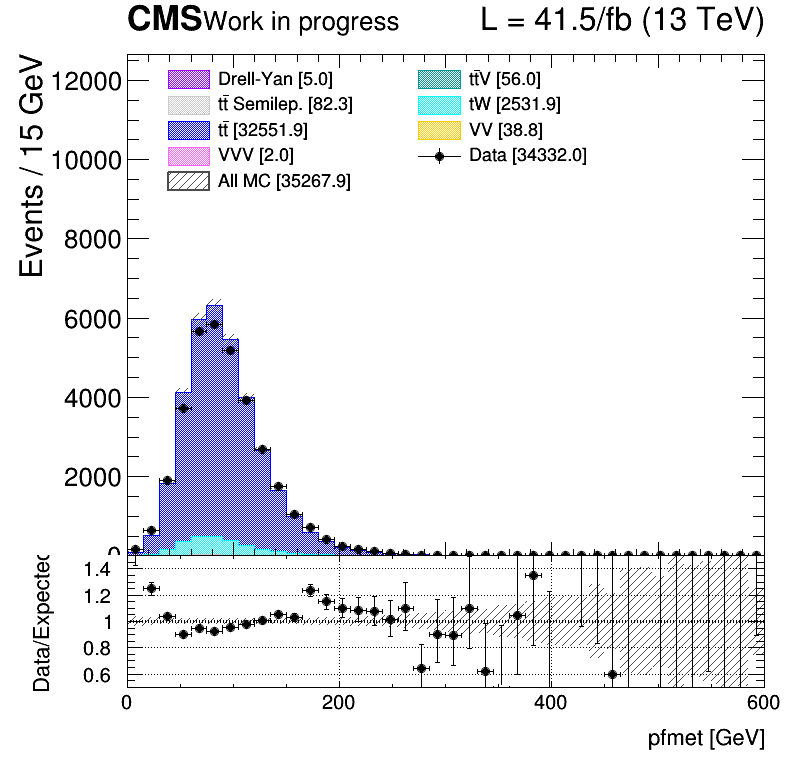 CMS Work in progress L = 41.5/fb (13 TeV)
Events / 15 GeV
12000
10000
8000
6000
4000
2000
0
Drell-Yan [5.0]
tt̄ Semilep. [82.3]
tt̄ [32551.9]
VVV [2.0]
All MC [35267.9]
tt̄V [56.0]
tW [2531.9]
VV [38.8]
Data [34332.0]
Data/Expected
1.4
1.2
1
0.8
0.6
0 200 400 600
pfmet [GeV]